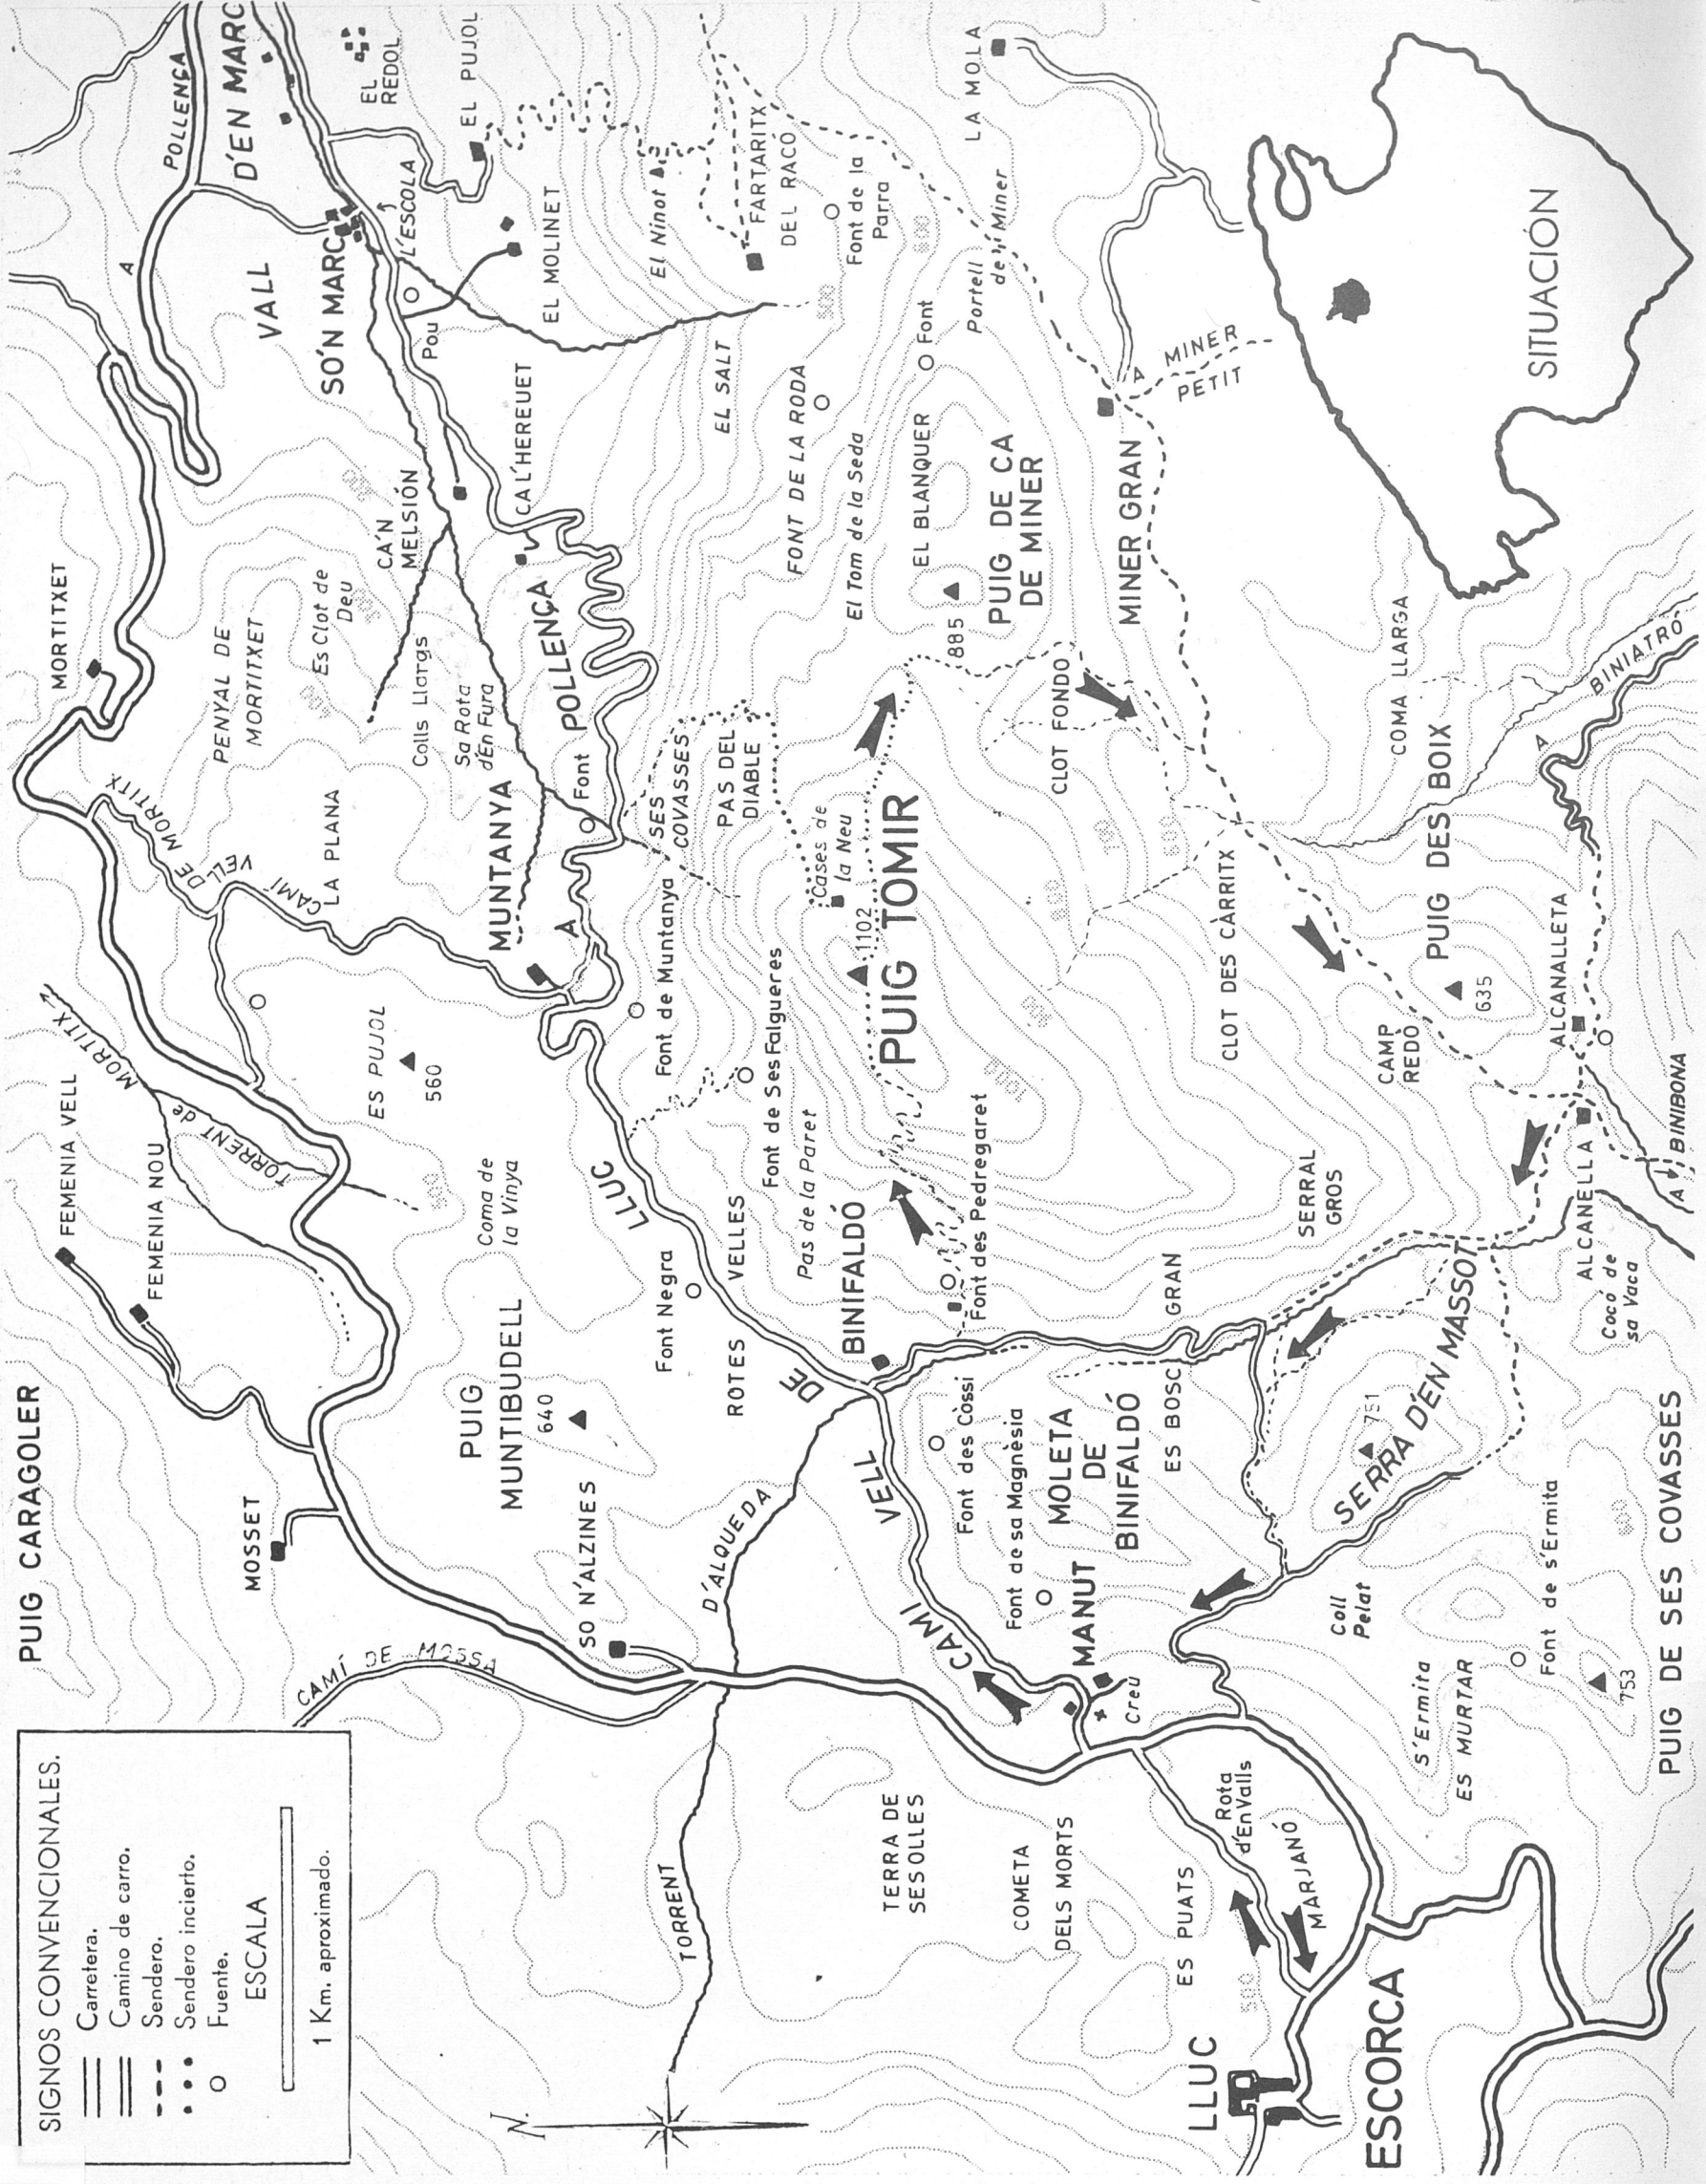 SIGNOS CONVENCIONALES.
Carretera.
Camino de carro.
Sendero.
Sendero incierto.
Fuente.
ESCALA
1 Km. aproximado.
N.
PUIG CARAGOLER
MOSSET
CAMÍ DE MOSSA
FEMENIA VELL
FEMENIA NOU
MORTITX
TORRENT de
CAMÍ
VELL DE MORTITX
MORTITXET
POLLENÇA
A
VALL
D'EN MARC
SO'N MARC
L'ESCOLA
EL
REDOL
EL PUJOL
EL MOLINET
Pou
PENYAL DE
MORTITXET
Es Clot de
Deu
CA'N
MELSIÓN
CAL'HEREUET
Colls Llargs
Sa Rota
d'En Fura
LA PLANA
MUNTANYA
POLLENÇA
A
Font
ES PUJOL
560
500
Coma de
la Vinya
PUIG
MUNTIBUDELL
640
SO N'ALZINES
TORRENT
D'ALQUEDA
CAMI
VELL
DE
LLUC
Font Negra
ROTES VELLES
Font de Muntanya
Font de Ses Falgueres
Pas de la Paret
SES
COVASSES
PAS DEL
DIABLE
Cases de
la Neu
1102
PUIG TOMIR
EL SALT
FONT DE LA RODA
El Tom de la Seda
El Ninot
FARTARITX
DEL RACÓ
Font de la
Parra
500
600
Font
Portell
de Miner
LA MOLA
EL BLANQUER
885
PUIG DE CA
DE MINER
MINER GRAN
A MINER
PETIT
CLOT FONDO
BINIFALDÓ
Font des Pedregaret
Font des Cossi
Font de sa Magnèsia
MOLETA
DE
BINIFALDÓ
ES BOSC GRAN
MANUT
Creu
SERRAL
GROS
CLOT DES CÀRRITX
800
1000
CAMP
REDÒ
PUIG DES BOIX
635
COMA LLARGA
A BINIATRÓ
ALCANALLETA
ALCANELLA
A BINIBONA
Cocó de
sa Vaca
751
SERRA D'EN MASSOT
Coll
Pelat
S'Ermita
ES MURTAR
Font de s'Ermita
753
PUIG DE SES COVASSES
TERRA DE
SES OLLES
COMETA
DELS MORTS
ES PUATS
Rota
d'En Valls
MARJANÓ
500
LLUC
ESCORCA
SITUACIÓN